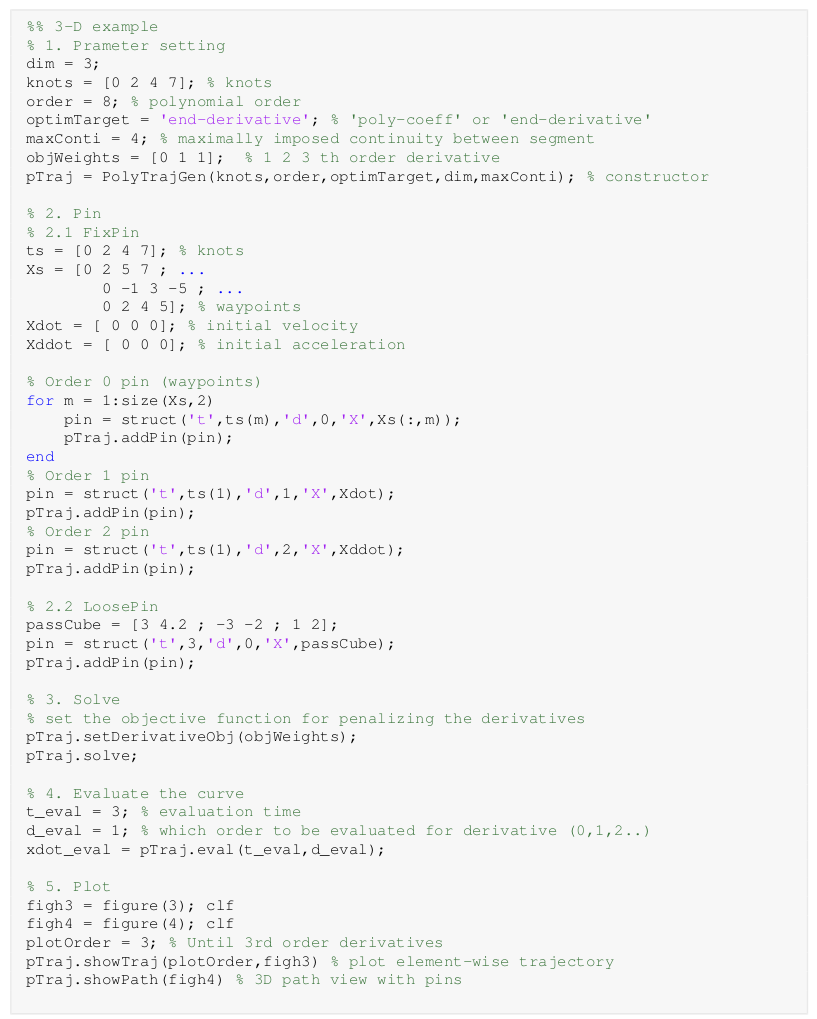 %% 3-D example
% 1. Prameter setting
dim = 3;
knots = [0 2 4 7]; % knots
order = 8; % polynomial order
optimTarget = 'end-derivative'; % 'poly-coeff' or 'end-derivative'
maxConti = 4; % maximally imposed continuity between segment
objWeights = [0 1 1];  % 1 2 3 th order derivative
pTraj = PolyTrajGen(knots,order,optimTarget,dim,maxConti); % constructor

% 2. Pin
% 2.1 FixPin
ts = [0 2 4 7]; % knots
Xs = [0 2 5 7 ; ...
        0 -1 3 -5 ; ...
        0 2 4 5]; % waypoints
Xdot = [ 0 0 0]; % initial velocity
Xddot = [ 0 0 0]; % initial acceleration

% Order 0 pin (waypoints)
for m = 1:size(Xs,2)
    pin = struct('t',ts(m),'d',0,'X',Xs(:,m));
    pTraj.addPin(pin);
end
% Order 1 pin
pin = struct('t',ts(1),'d',1,'X',Xdot);
pTraj.addPin(pin);
% Order 2 pin
pin = struct('t',ts(1),'d',2,'X',Xddot);
pTraj.addPin(pin);

% 2.2 LoosePin
passCube = [3 4.2 ; -3 -2 ; 1 2];
pin = struct('t',3,'d',0,'X',passCube);
pTraj.addPin(pin);

% 3. Solve
% set the objective function for penalizing the derivatives
pTraj.setDerivativeObj(objWeights);
pTraj.solve;

% 4. Evaluate the curve
t_eval = 3; % evaluation time
d_eval = 1; % which order to be evaluated for derivative (0,1,2..)
xdot_eval = pTraj.eval(t_eval,d_eval);

% 5. Plot
figh3 = figure(3); clf
figh4 = figure(4); clf
plotOrder = 3; % Until 3rd order derivatives
pTraj.showTraj(plotOrder,figh3) % plot element-wise trajectory
pTraj.showPath(figh4) % 3D path view with pins